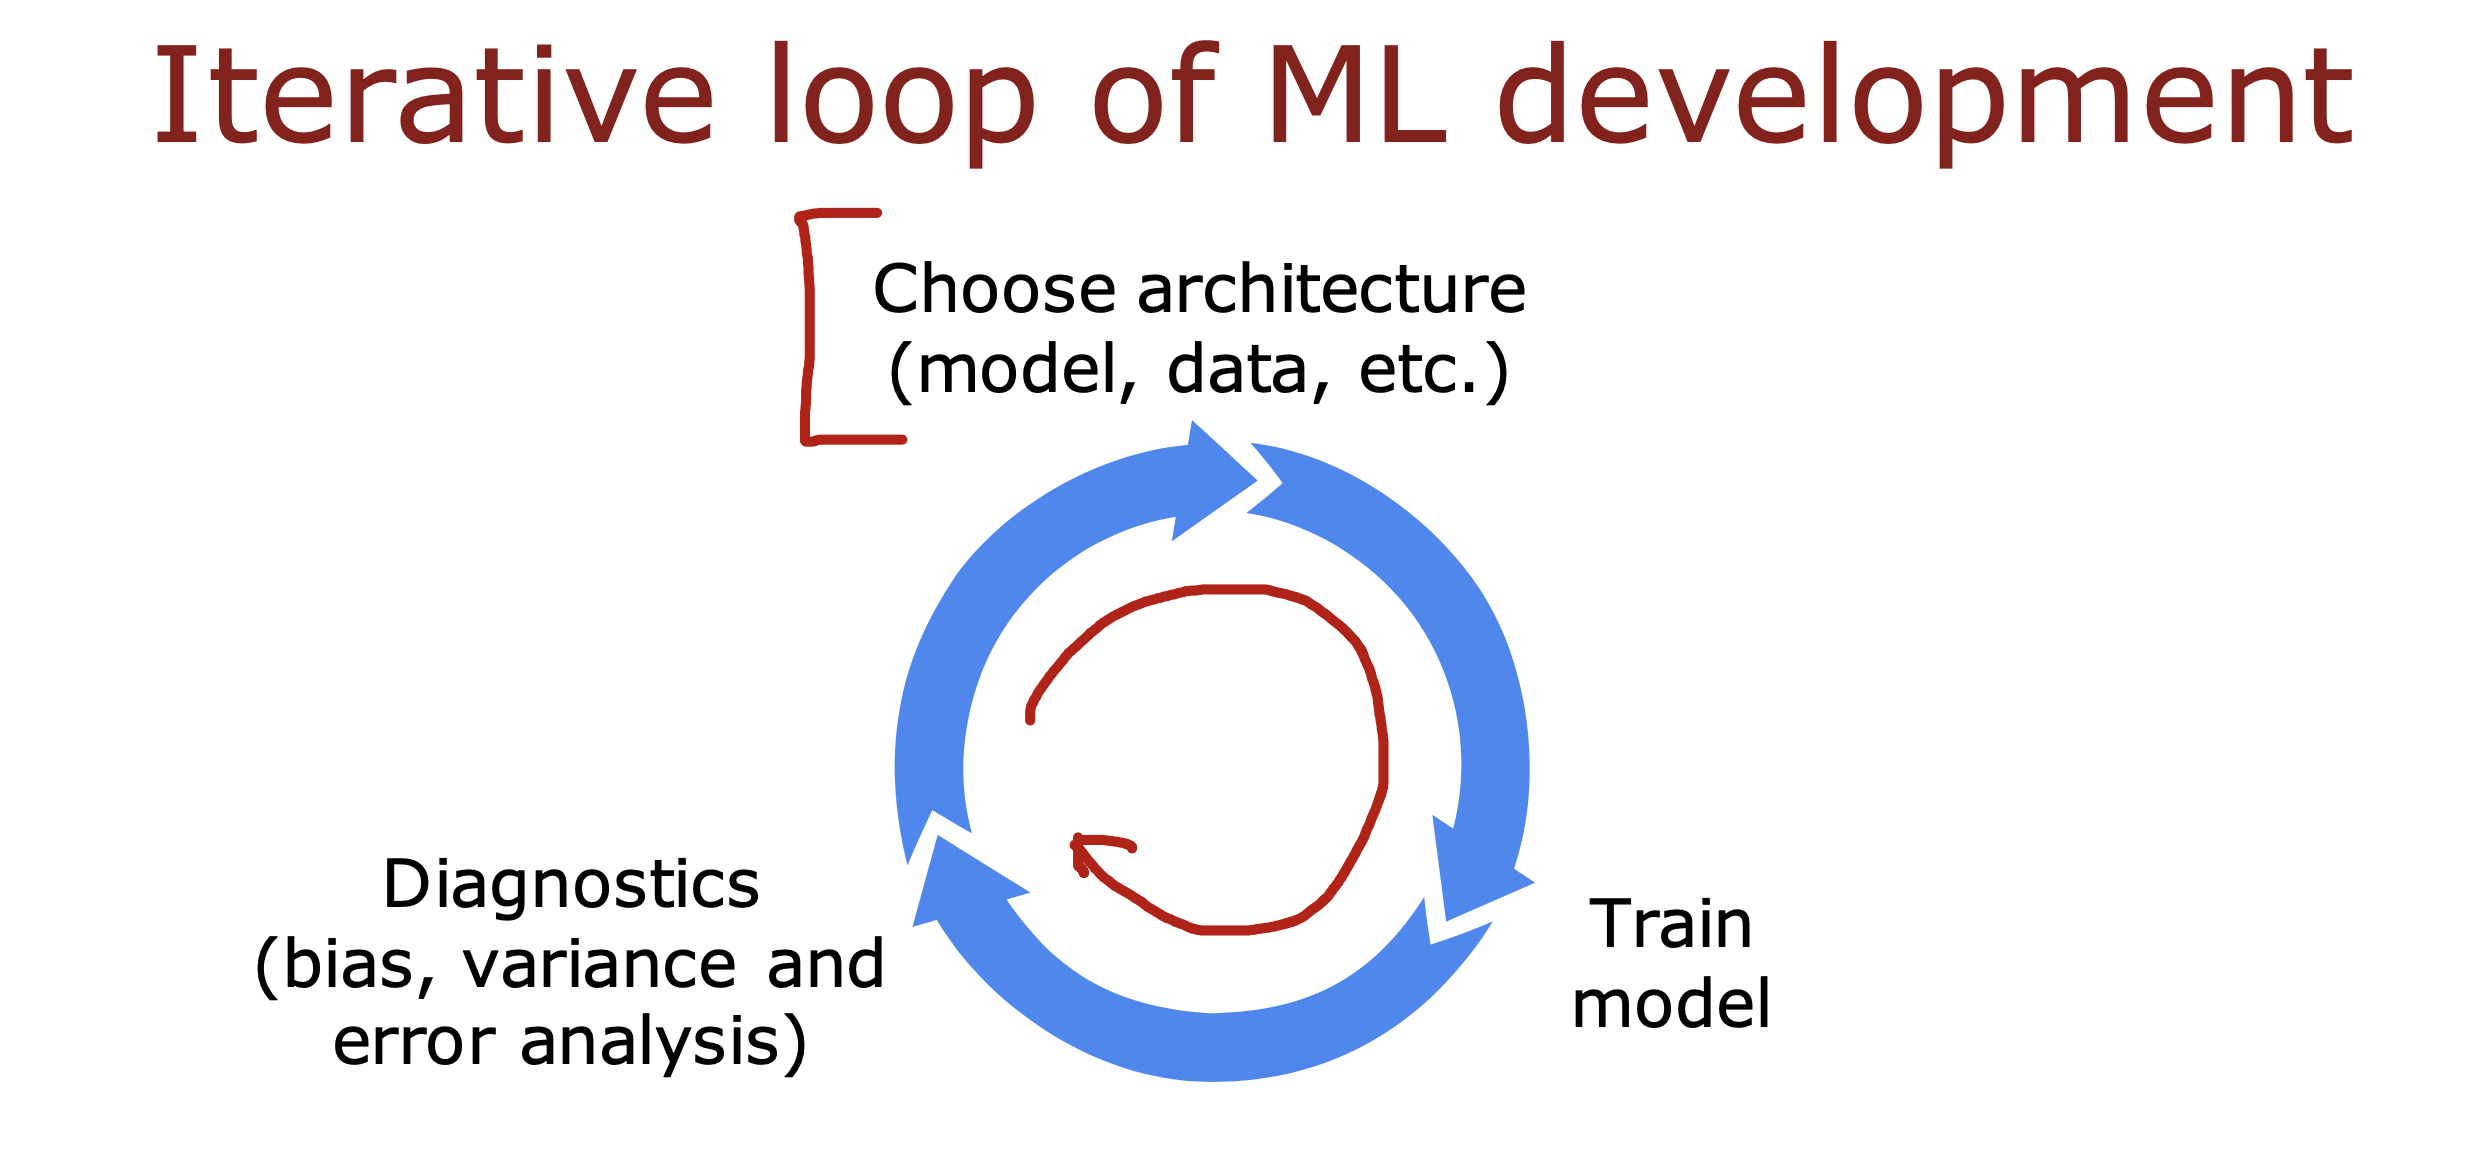 Iterative loop of ML development
Choose architecture
(model, data, etc.)
Train
model
Diagnostics
(bias, variance and
error analysis)